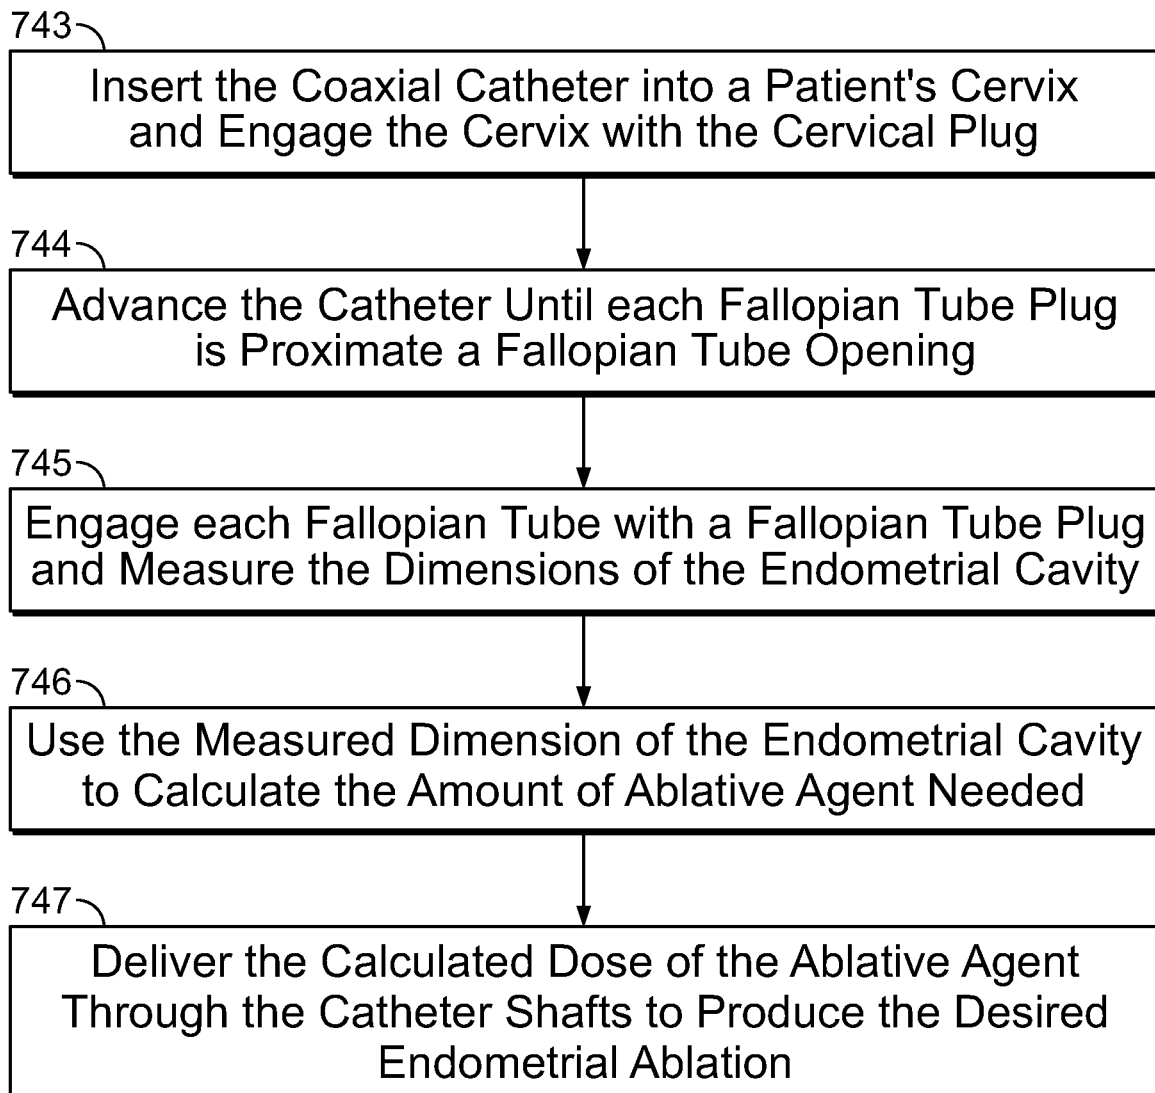 743
Insert the Coaxial Catheter into a Patient's Cervix
and Engage the Cervix with the Cervical Plug
744
Advance the Catheter Until each Fallopian Tube Plug
is Proximate a Fallopian Tube Opening
745
Engage each Fallopian Tube with a Fallopian Tube Plug
and Measure the Dimensions of the Endometrial Cavity
746
Use the Measured Dimension of the Endometrial Cavity
to Calculate the Amount of Ablative Agent Needed
747
Deliver the Calculated Dose of the Ablative Agent
Through the Catheter Shafts to Produce the Desired
Endometrial Ablation